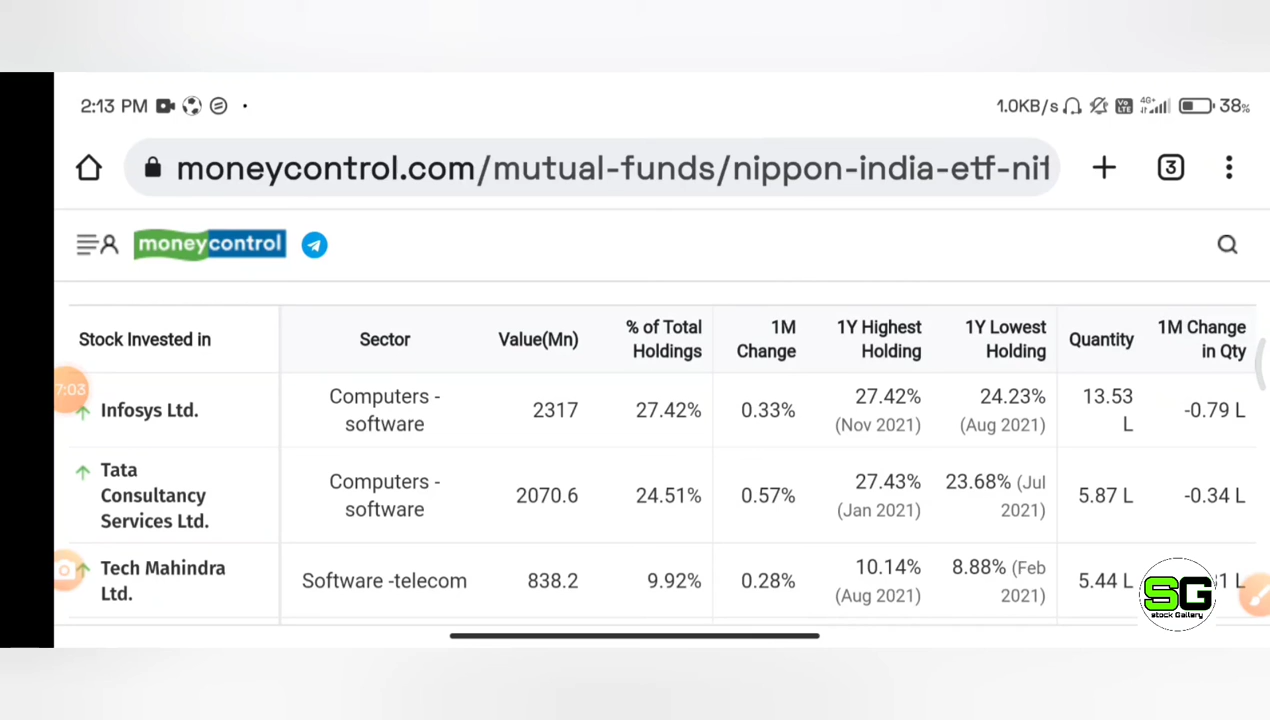 2:13 PM
1.0KB/s
4G+
38%
moneycontrol.com/mutual-funds/nippon-india-etf-nif
3
moneycontrol
Stock Invested in
Sector
Value(Mn)
% of Total
Holdings
1M
Change
1Y Highest
Holding
1Y Lowest
Holding
Quantity
1M Change
in Qty
7:03
Infosys Ltd.
Computers -
software
2317
27.42%
0.33%
27.42%
(Nov 2021)
24.23%
(Aug 2021)
13.53
L
-0.79 L
Tata
Consultancy
Services Ltd.
Computers -
software
2070.6
24.51%
0.57%
27.43%
(Jan 2021)
23.68% (Jul
2021)
5.87 L
-0.34 L
Tech Mahindra
Ltd.
Software -telecom
838.2
9.92%
0.28%
10.14%
(Aug 2021)
8.88% (Feb
2021)
5.44 L
SG
stock Gallery